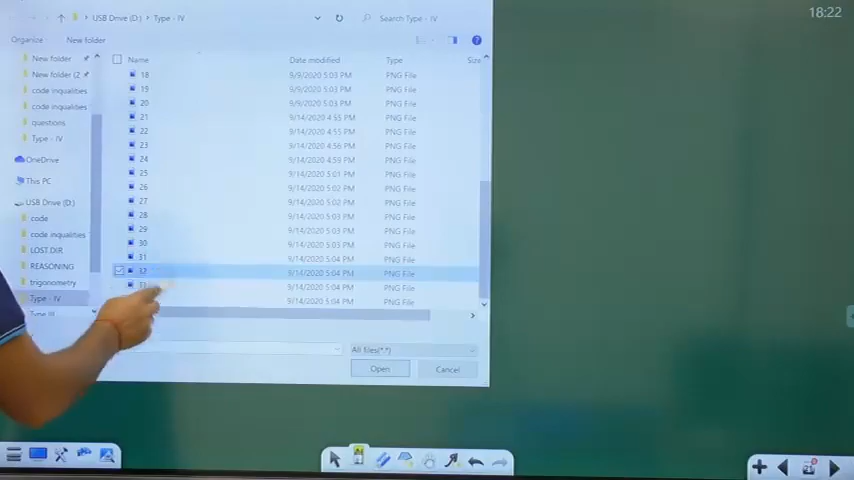 18:22
USB Drive (D:) Type - IV
Search Type - IV
Organize
New folder
Name Date modified Type Size
18 9/9/2020 5:03 PM PNG File
19 9/9/2020 5:03 PM PNG File
20 9/9/2020 5:03 PM PNG File
21 9/14/2020 4:55 PM PNG File
22 9/14/2020 4:55 PM PNG File
23 9/14/2020 4:56 PM PNG File
24 9/14/2020 4:59 PM PNG File
25 9/14/2020 5:01 PM PNG File
26 9/14/2020 5:02 PM PNG File
27 9/14/2020 5:02 PM PNG File
28 9/14/2020 5:03 PM PNG File
29 9/14/2020 5:03 PM PNG File
30 9/14/2020 5:04 PM PNG File
31 9/14/2020 5:04 PM PNG File
32 9/14/2020 5:04 PM PNG File
9/14/2020 5:04 PM PNG File
9/14/2020 5:04 PM PNG File
New folder
New folder (2
code inqualities
code inqualities
questions
Type - IV
OneDrive
This PC
USB Drive (D:)
code
code inqualities
LOST.DIR
REASONING
trigonometry
Type - IV
Type III
All files(*.*)
Open
Cancel
21